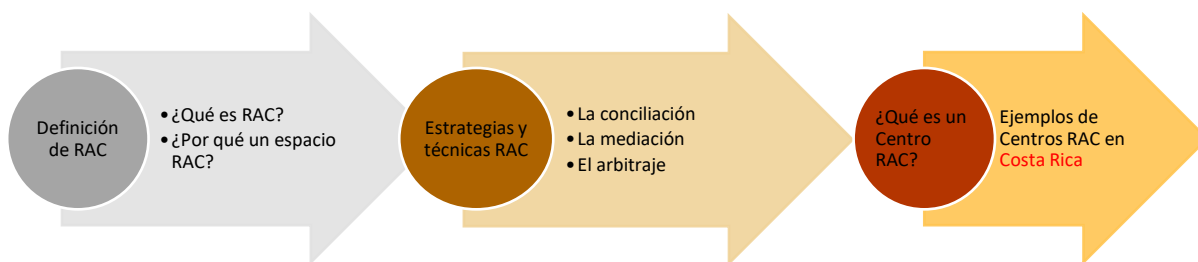 Definición
de RAC
• ¿Qué es RAC?
• ¿Por qué un espacio
RAC?
Estrategias y
técnicas RAC
• La conciliación
• La mediación
• El arbitraje
¿Qué es un
Centro
RAC?
Ejemplos de
Centros RAC en
Costa Rica